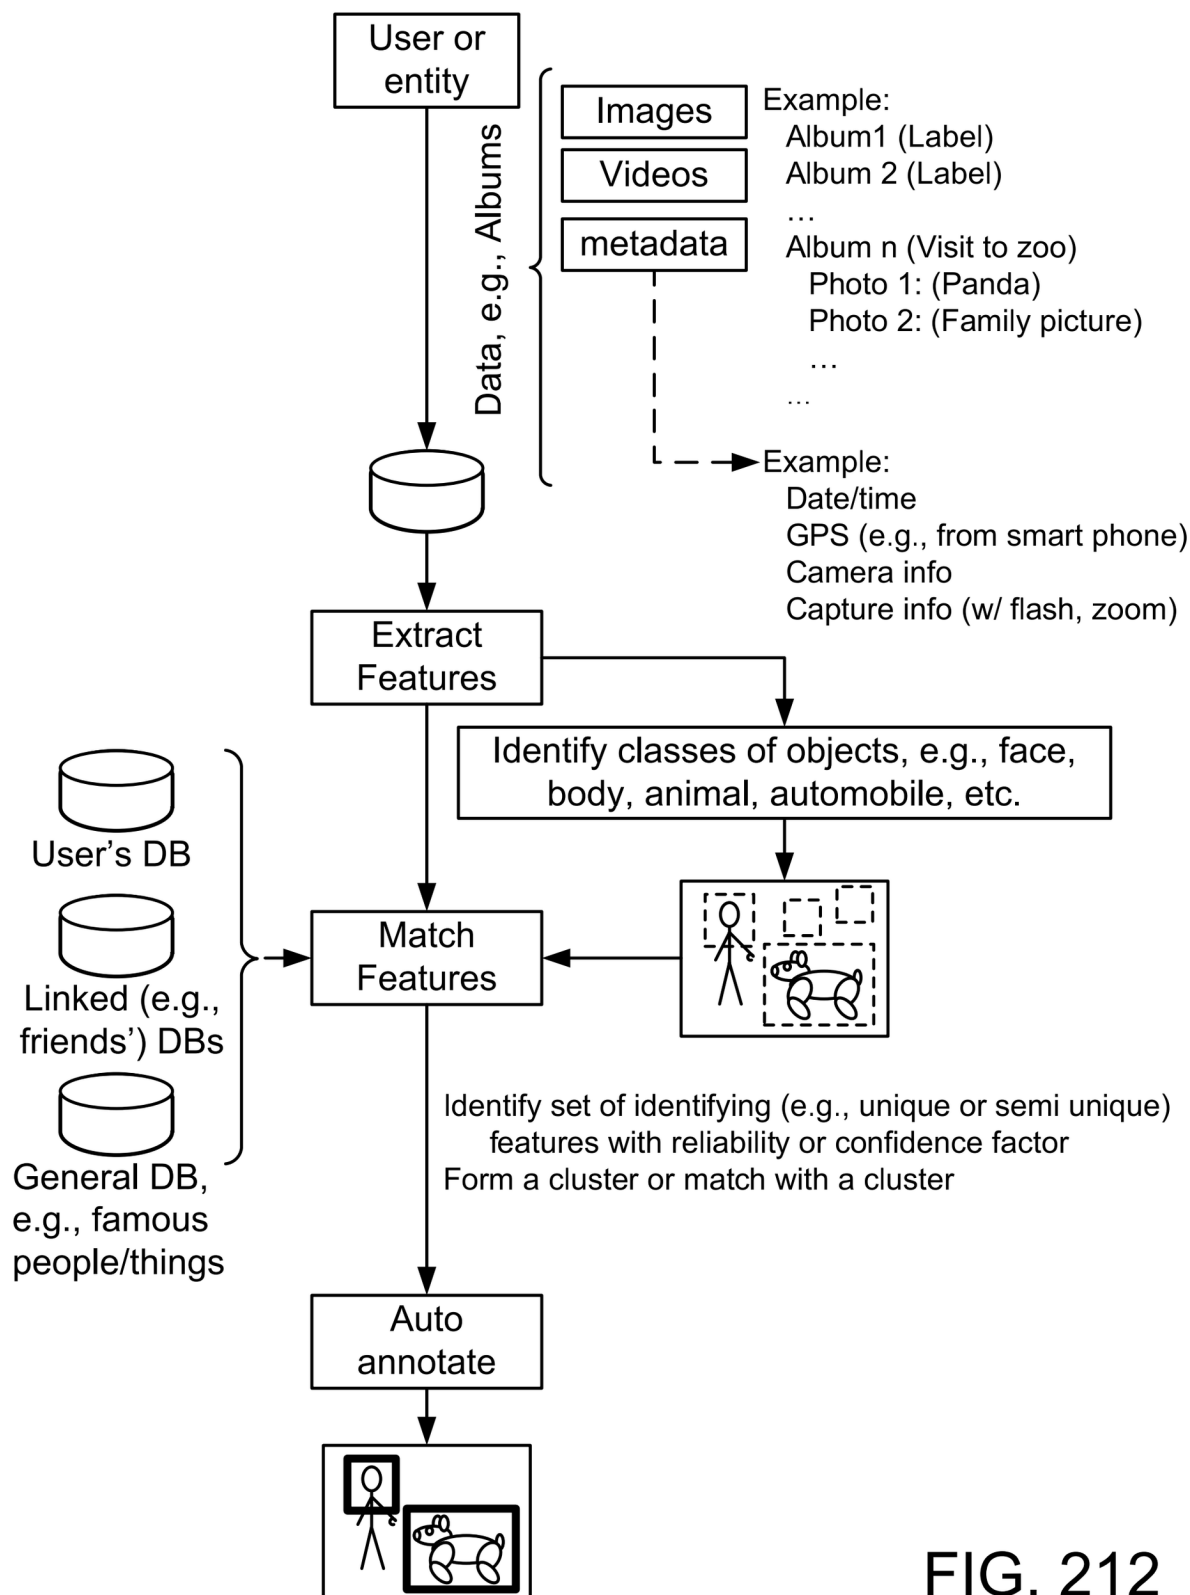 User or
entity
Data, e.g., Albums
Images
Videos
metadata
Example:
Album1 (Label)
Album 2 (Label)
...
Album n (Visit to zoo)
Photo 1: (Panda)
Photo 2: (Family picture)
...
...
Example:
Date/time
GPS (e.g., from smart phone)
Camera info
Capture info (w/ flash, zoom)
Extract
Features
Identify classes of objects, e.g., face,
body, animal, automobile, etc.
User's DB
Linked (e.g.,
friends') DBs
General DB,
e.g., famous
people/things
Match
Features
Identify set of identifying (e.g., unique or semi unique)
features with reliability or confidence factor
Form a cluster or match with a cluster
Auto
annotate
FIG. 212